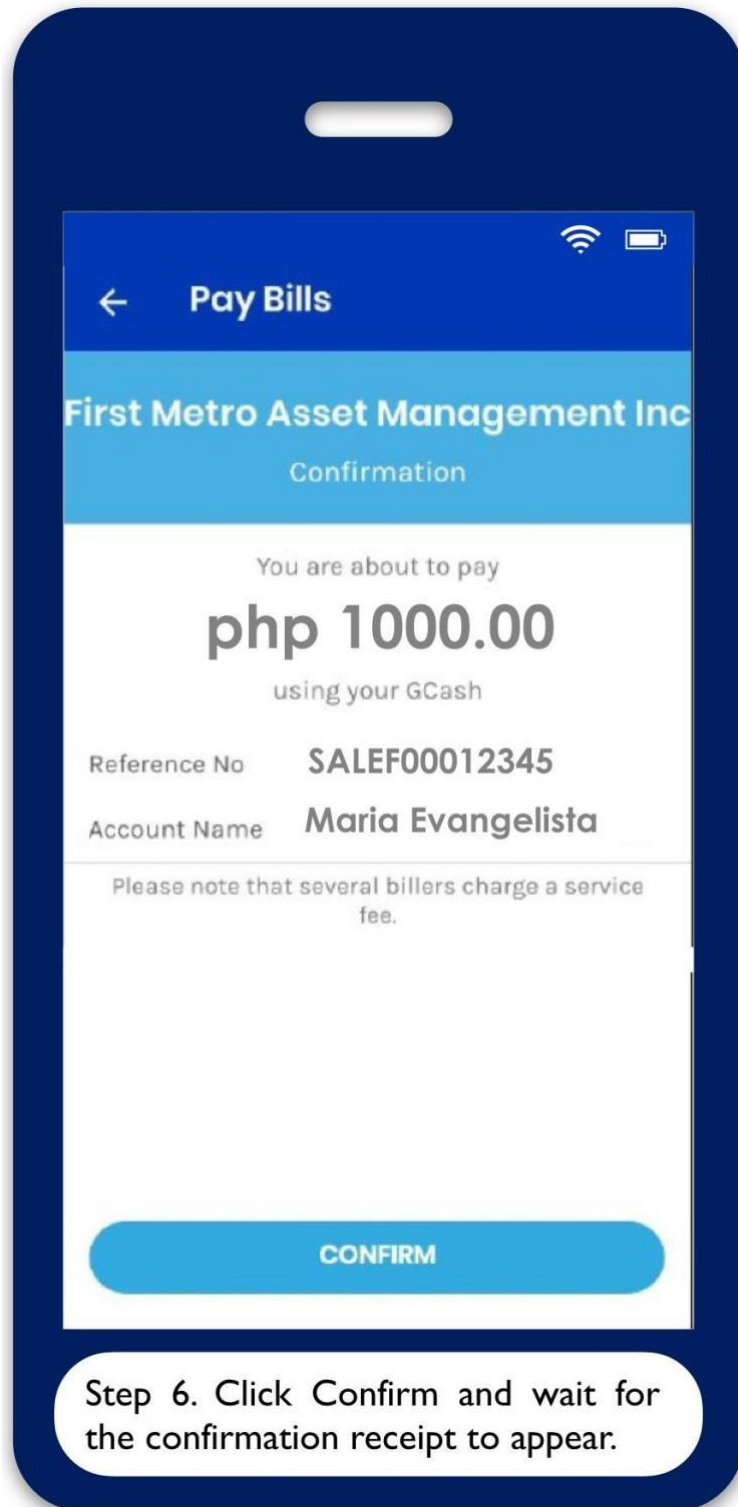 Pay Bills
First Metro Asset Management Inc
Confirmation
You are about to pay
php 1000.00
using your GCash
Reference No SALEF00012345
Account Name Maria Evangelista
Please note that several billers charge a service
fee.
CONFIRM
Step 6. Click Confirm and wait for
the confirmation receipt to appear.